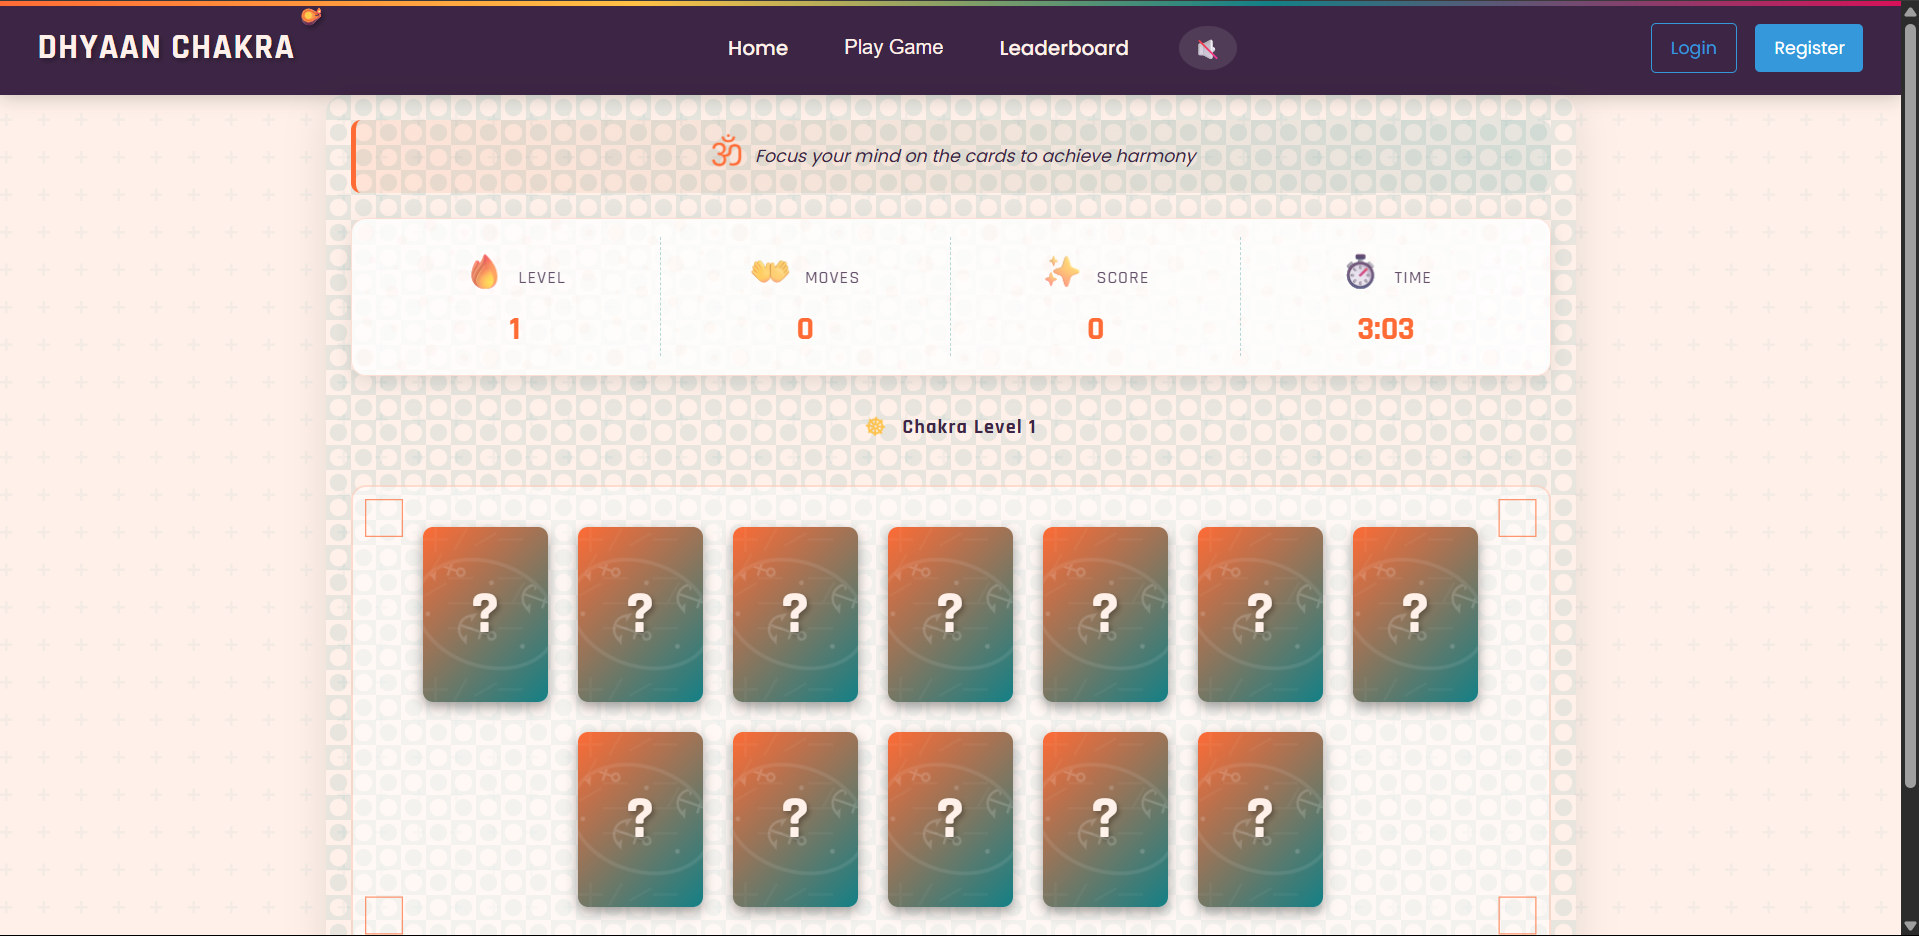 DHYAAN CHAKRA
Home
Play Game
Leaderboard
Login
Register
ॐ Focus your mind on the cards to achieve harmony
LEVEL
1
MOVES
0
SCORE
0
TIME
3:03
Chakra Level 1
? ? ? ? ? ? ?
? ? ? ? ?